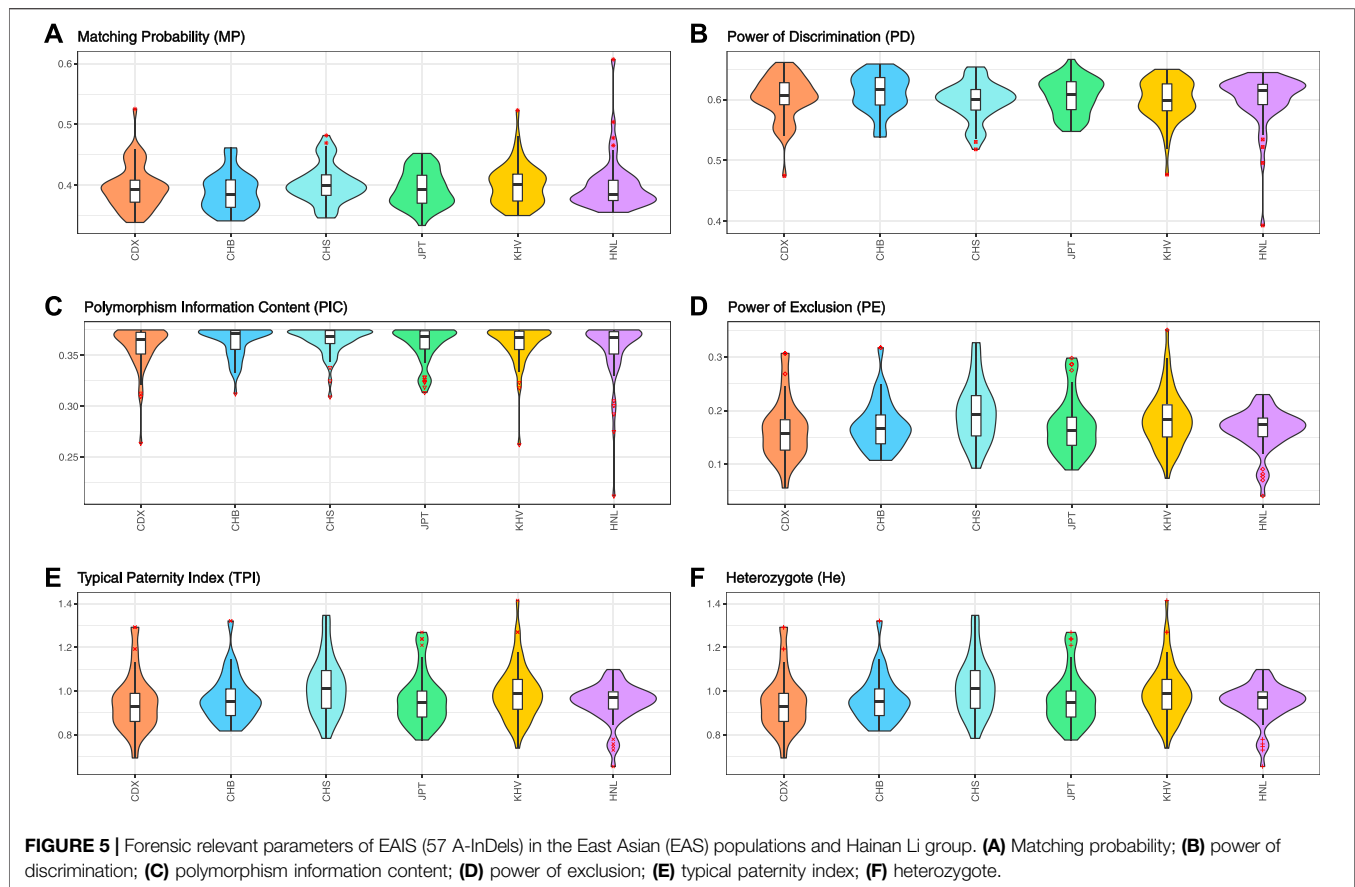 A Matching Probability (MP)
0.6
0.5
0.4
CDX CHB CHS JPT KHV HNL
B Power of Discrimination (PD)
0.6
0.5
0.4
CDX CHB CHS JPT KHV HNL
C Polymorphism Information Content (PIC)
0.35
0.30
0.25
CDX CHB CHS JPT KHV HNL
D Power of Exclusion (PE)
0.3
0.2
0.1
CDX CHB CHS JPT KHV HNL
E Typical Paternity Index (TPI)
1.4
1.2
1.0
0.8
CDX CHB CHS JPT KHV HNL
F Heterozygote (He)
1.4
1.2
1.0
0.8
CDX CHB CHS JPT KHV HNL
FIGURE 5 | Forensic relevant parameters of EAIS (57 A-InDels) in the East Asian (EAS) populations and Hainan Li group. (A) Matching probability; (B) power of
discrimination; (C) polymorphism information content; (D) power of exclusion; (E) typical paternity index; (F) heterozygote.